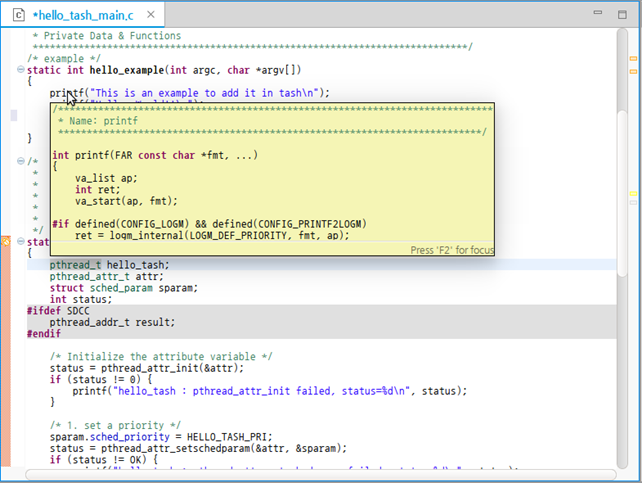 *hello_tash_main.c
 * Private Data & Functions
 ****************************************************************************/
/* example */
static int hello_example(int argc, char *argv[])
{
    printf("This is an example to add it in tash\n");
/****************************************************************************
 * Name: printf
 ****************************************************************************/
int printf(FAR const char *fmt, ...)
{
    va_list ap;
    int ret;
    va_start(ap, fmt);
#if defined(CONFIG_LOGM) && defined(CONFIG_PRINTF2LOGM)
    ret = logm_internal(LOGM_DEF_PRIORITY, fmt, ap);
Press 'F2' for focus
}
/*
 *
 *
 *
 *
 *
 */
stat
{
    pthread_t hello_tash;
    pthread_attr_t attr;
    struct sched_param sparam;
    int status;
#ifdef SDCC
    pthread_addr_t result;
#endif
    /* Initialize the attribute variable */
    status = pthread_attr_init(&attr);
    if (status != 0) {
        printf("hello_tash : pthread_attr_init failed, status=%d\n", status);
    }
    /* 1. set a priority */
    sparam.sched_priority = HELLO_TASH_PRI;
    status = pthread_attr_setschedparam(&attr, &sparam);
    if (status != OK) {